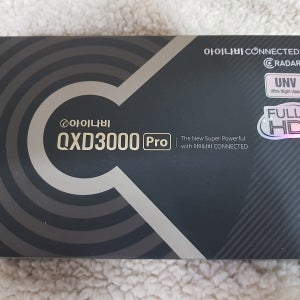 아이나비 CONNECTED
RADAR
UNV
Ultra Night Vision
FULL HD
아이나비
QXD3000 Pro
The New Super Powerful
with 아이나비 CONNECTED